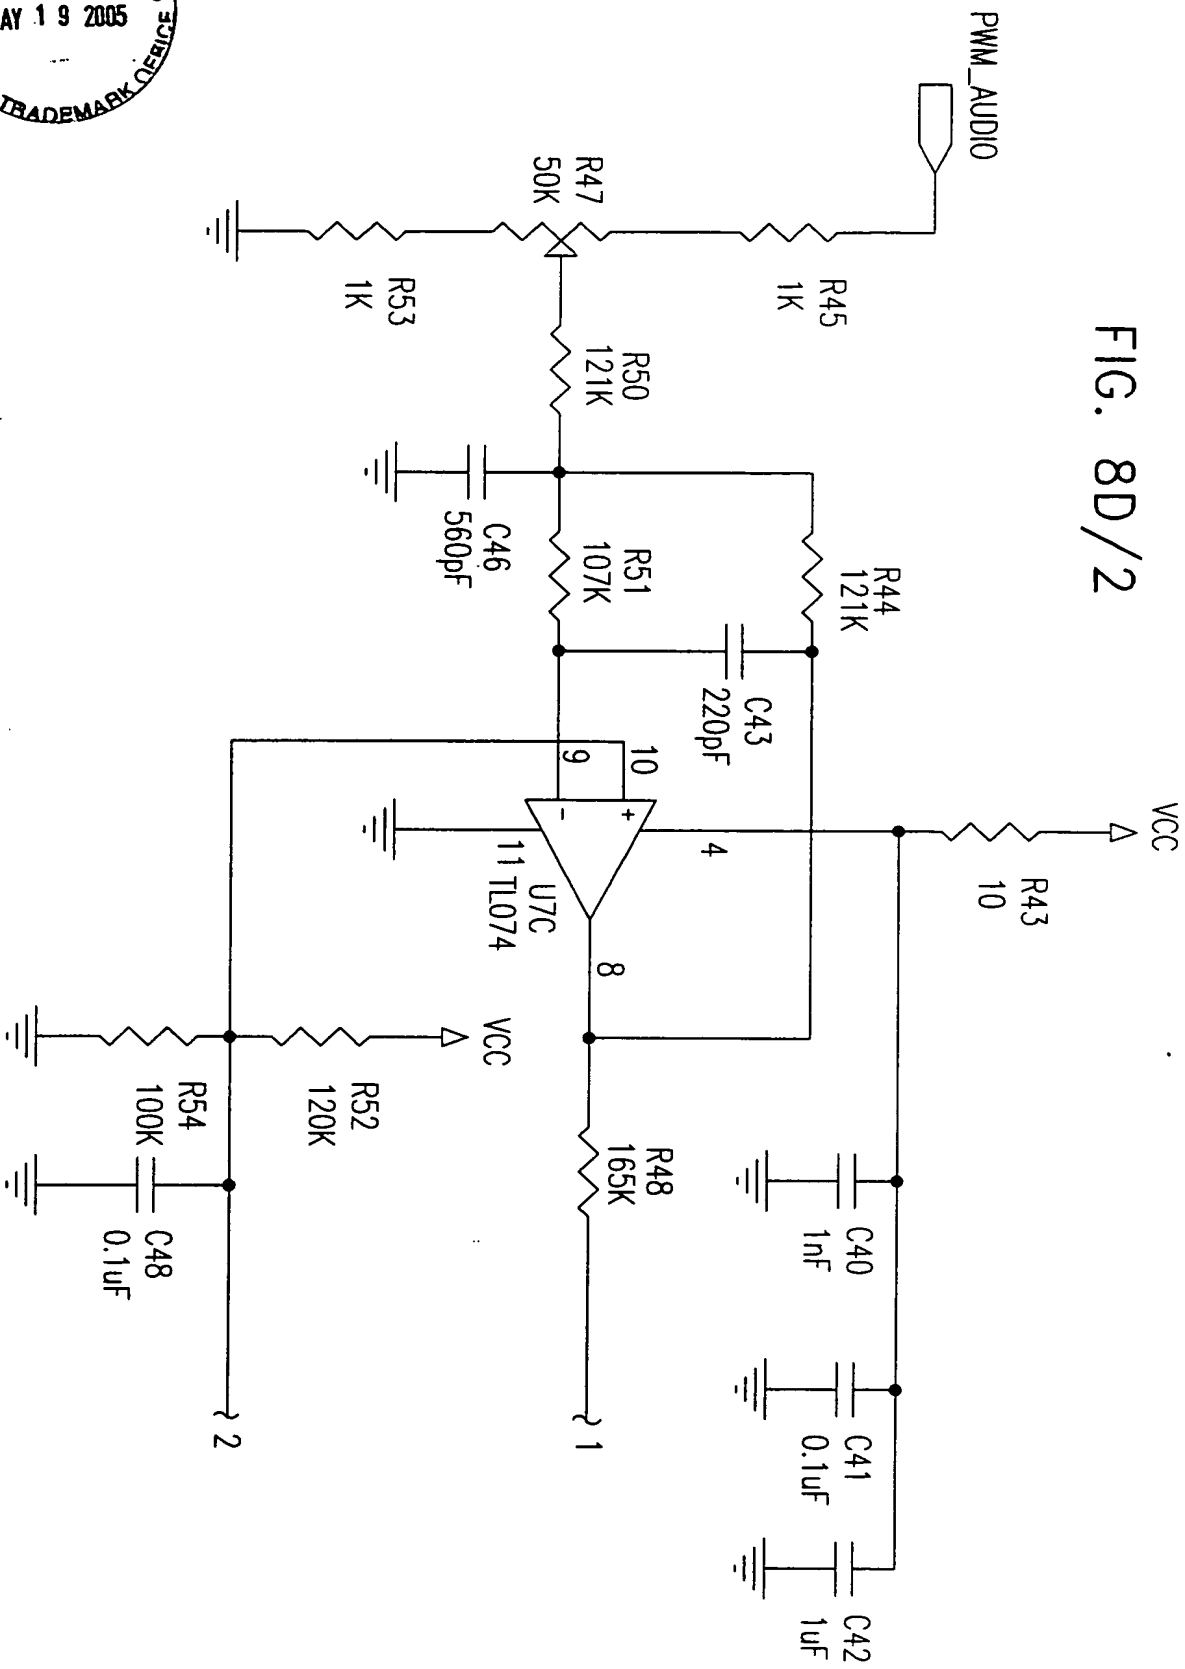 AY 19 2005
TRADEMARK OFFICE
FIG. 8D/2
PWM_AUDIO
R45
1K
R47
50K
R53
1K
R50
121K
C46
560pF
R51
107K
R44
121K
C43
220pF
VCC
R43
10
10
9
+
-
4
11
U7C
TL074
8
VCC
R52
120K
R54
100K
C48
0.1uF
R48
165K
C40
1nF
C41
0.1uF
C42
1uF
1
2